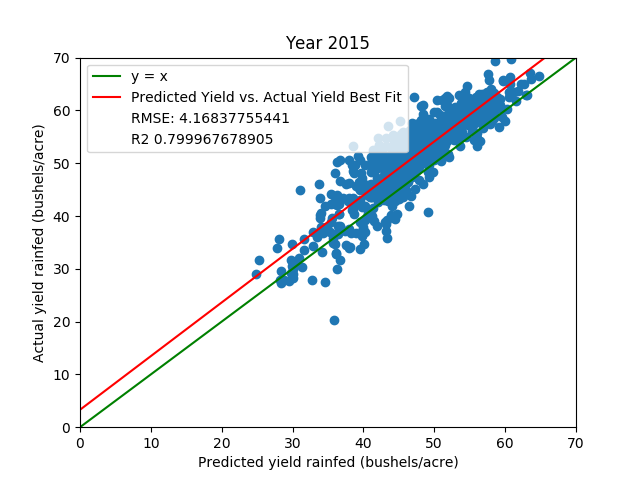 Year 2015
y = x
Predicted Yield vs. Actual Yield Best Fit
RMSE: 4.16837755441
R2 0.799967678905
Actual yield rainfed (bushels/acre)
70
60
50
40
30
20
10
0
0 10 20 30 40 50 60 70
Predicted yield rainfed (bushels/acre)